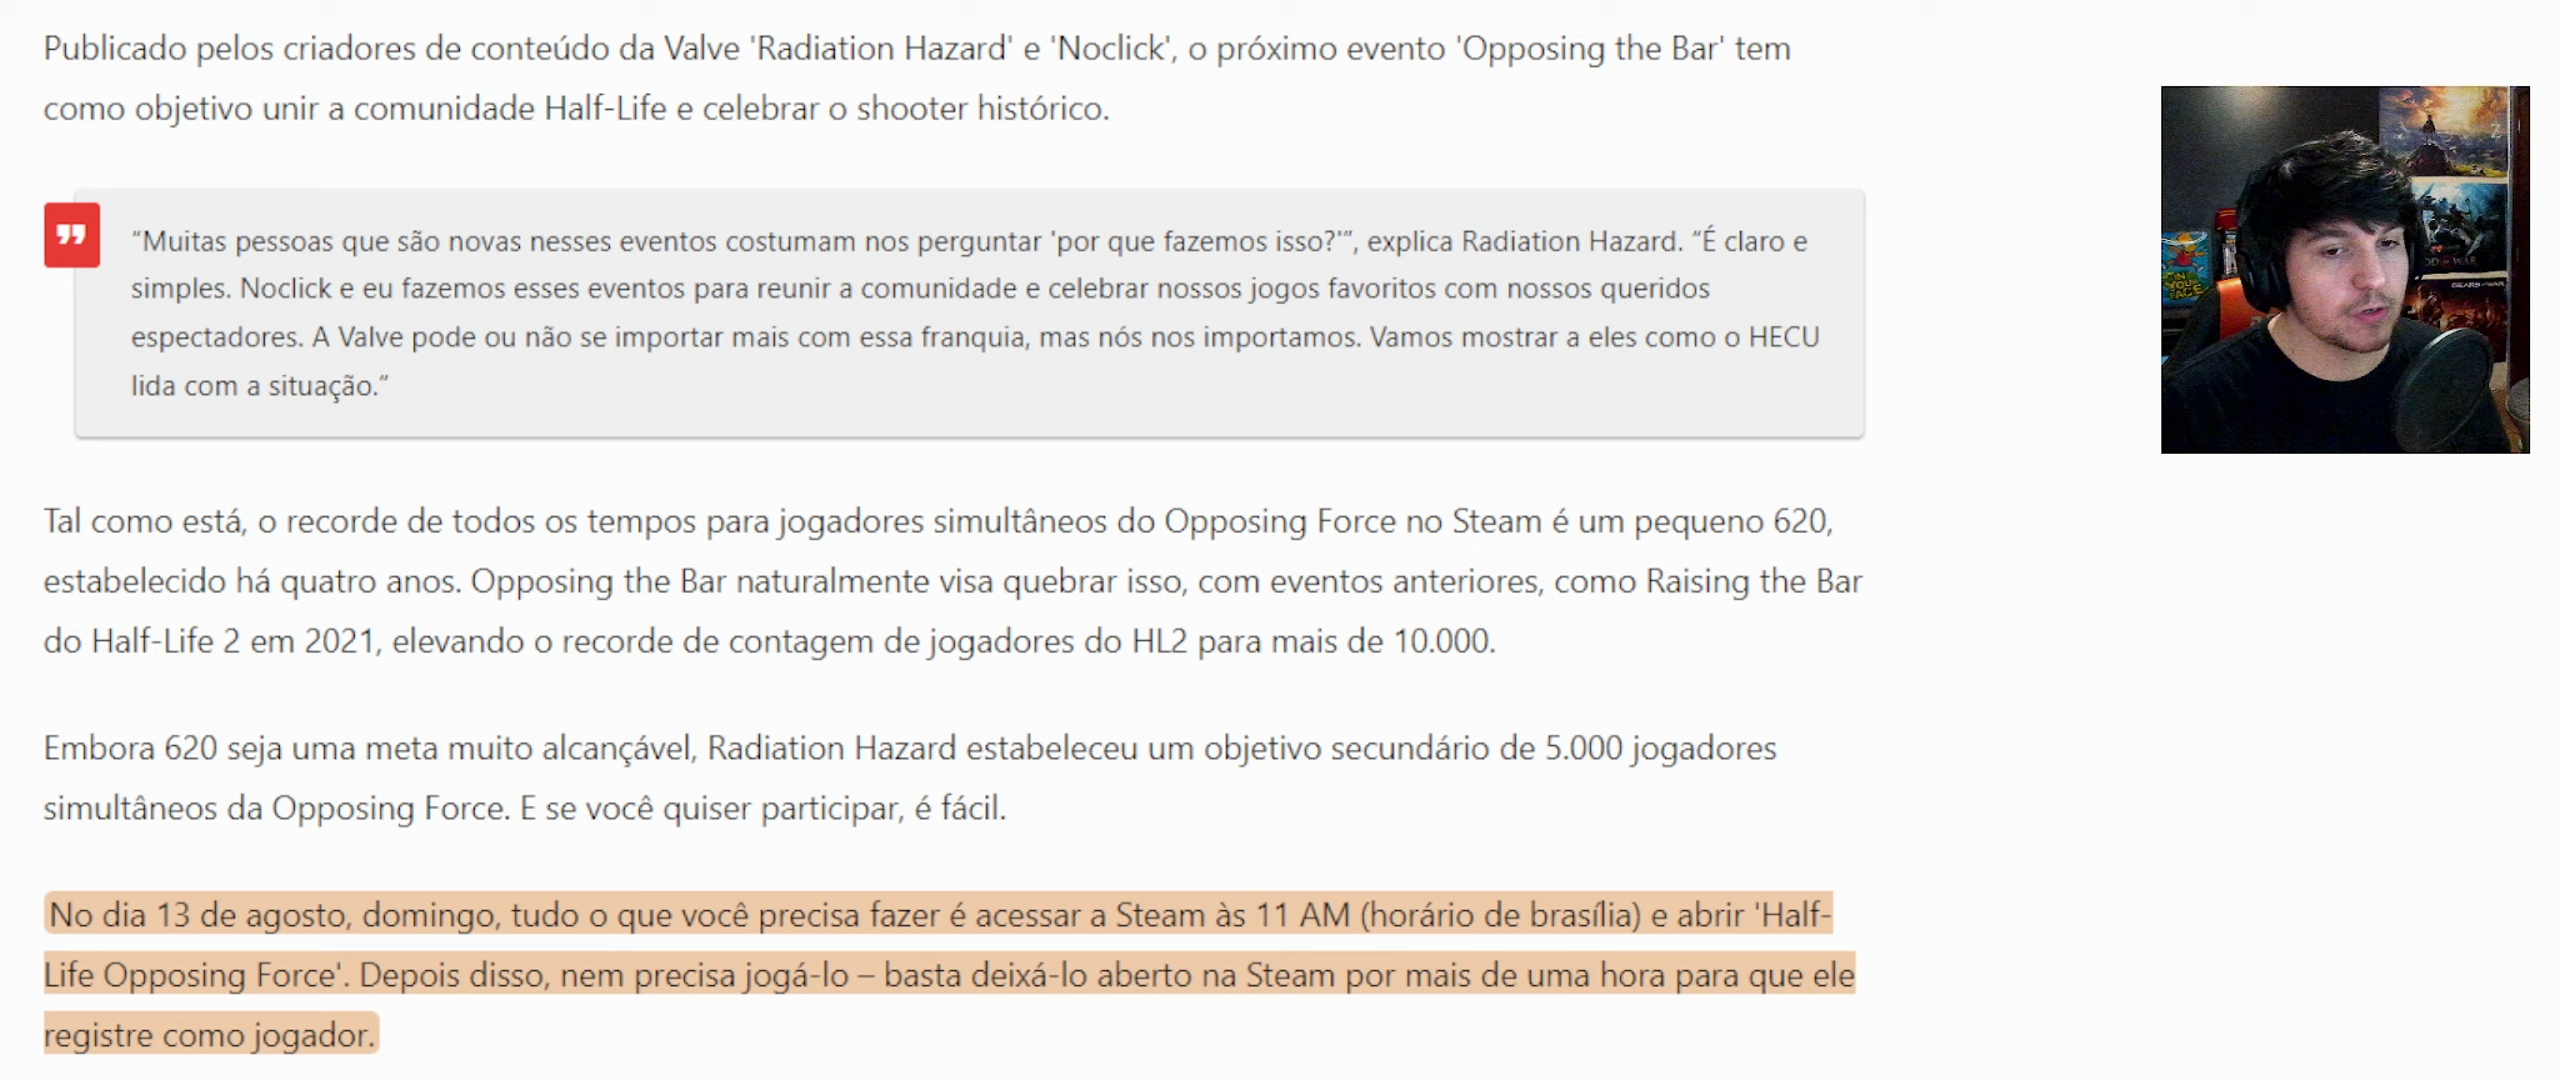 Publicado pelos criadores de conteúdo da Valve 'Radiation Hazard' e 'Noclick', o próximo evento 'Opposing the Bar' tem
como objetivo unir a comunidade Half-Life e celebrar o shooter histórico.
“Muitas pessoas que são novas nesses eventos costumam nos perguntar 'por que fazemos isso?'”, explica Radiation Hazard. “É claro e
simples. Noclick e eu fazemos esses eventos para reunir a comunidade e celebrar nossos jogos favoritos com nossos queridos
espectadores. A Valve pode ou não se importar mais com essa franquia, mas nós nos importamos. Vamos mostrar a eles como o HECU
lida com a situação.”
Tal como está, o recorde de todos os tempos para jogadores simultâneos do Opposing Force no Steam é um pequeno 620,
estabelecido há quatro anos. Opposing the Bar naturalmente visa quebrar isso, com eventos anteriores, como Raising the Bar
do Half-Life 2 em 2021, elevando o recorde de contagem de jogadores do HL2 para mais de 10.000.
Embora 620 seja uma meta muito alcançável, Radiation Hazard estabeleceu um objetivo secundário de 5.000 jogadores
simultâneos da Opposing Force. E se você quiser participar, é fácil.
No dia 13 de agosto, domingo, tudo o que você precisa fazer é acessar a Steam às 11 AM (horário de brasília) e abrir 'Half-
Life Opposing Force'. Depois disso, nem precisa jogá-lo – basta deixá-lo aberto na Steam por mais de uma hora para que ele
registre como jogador.
IN YOUR FACE
WAR
GEARS OF WAR